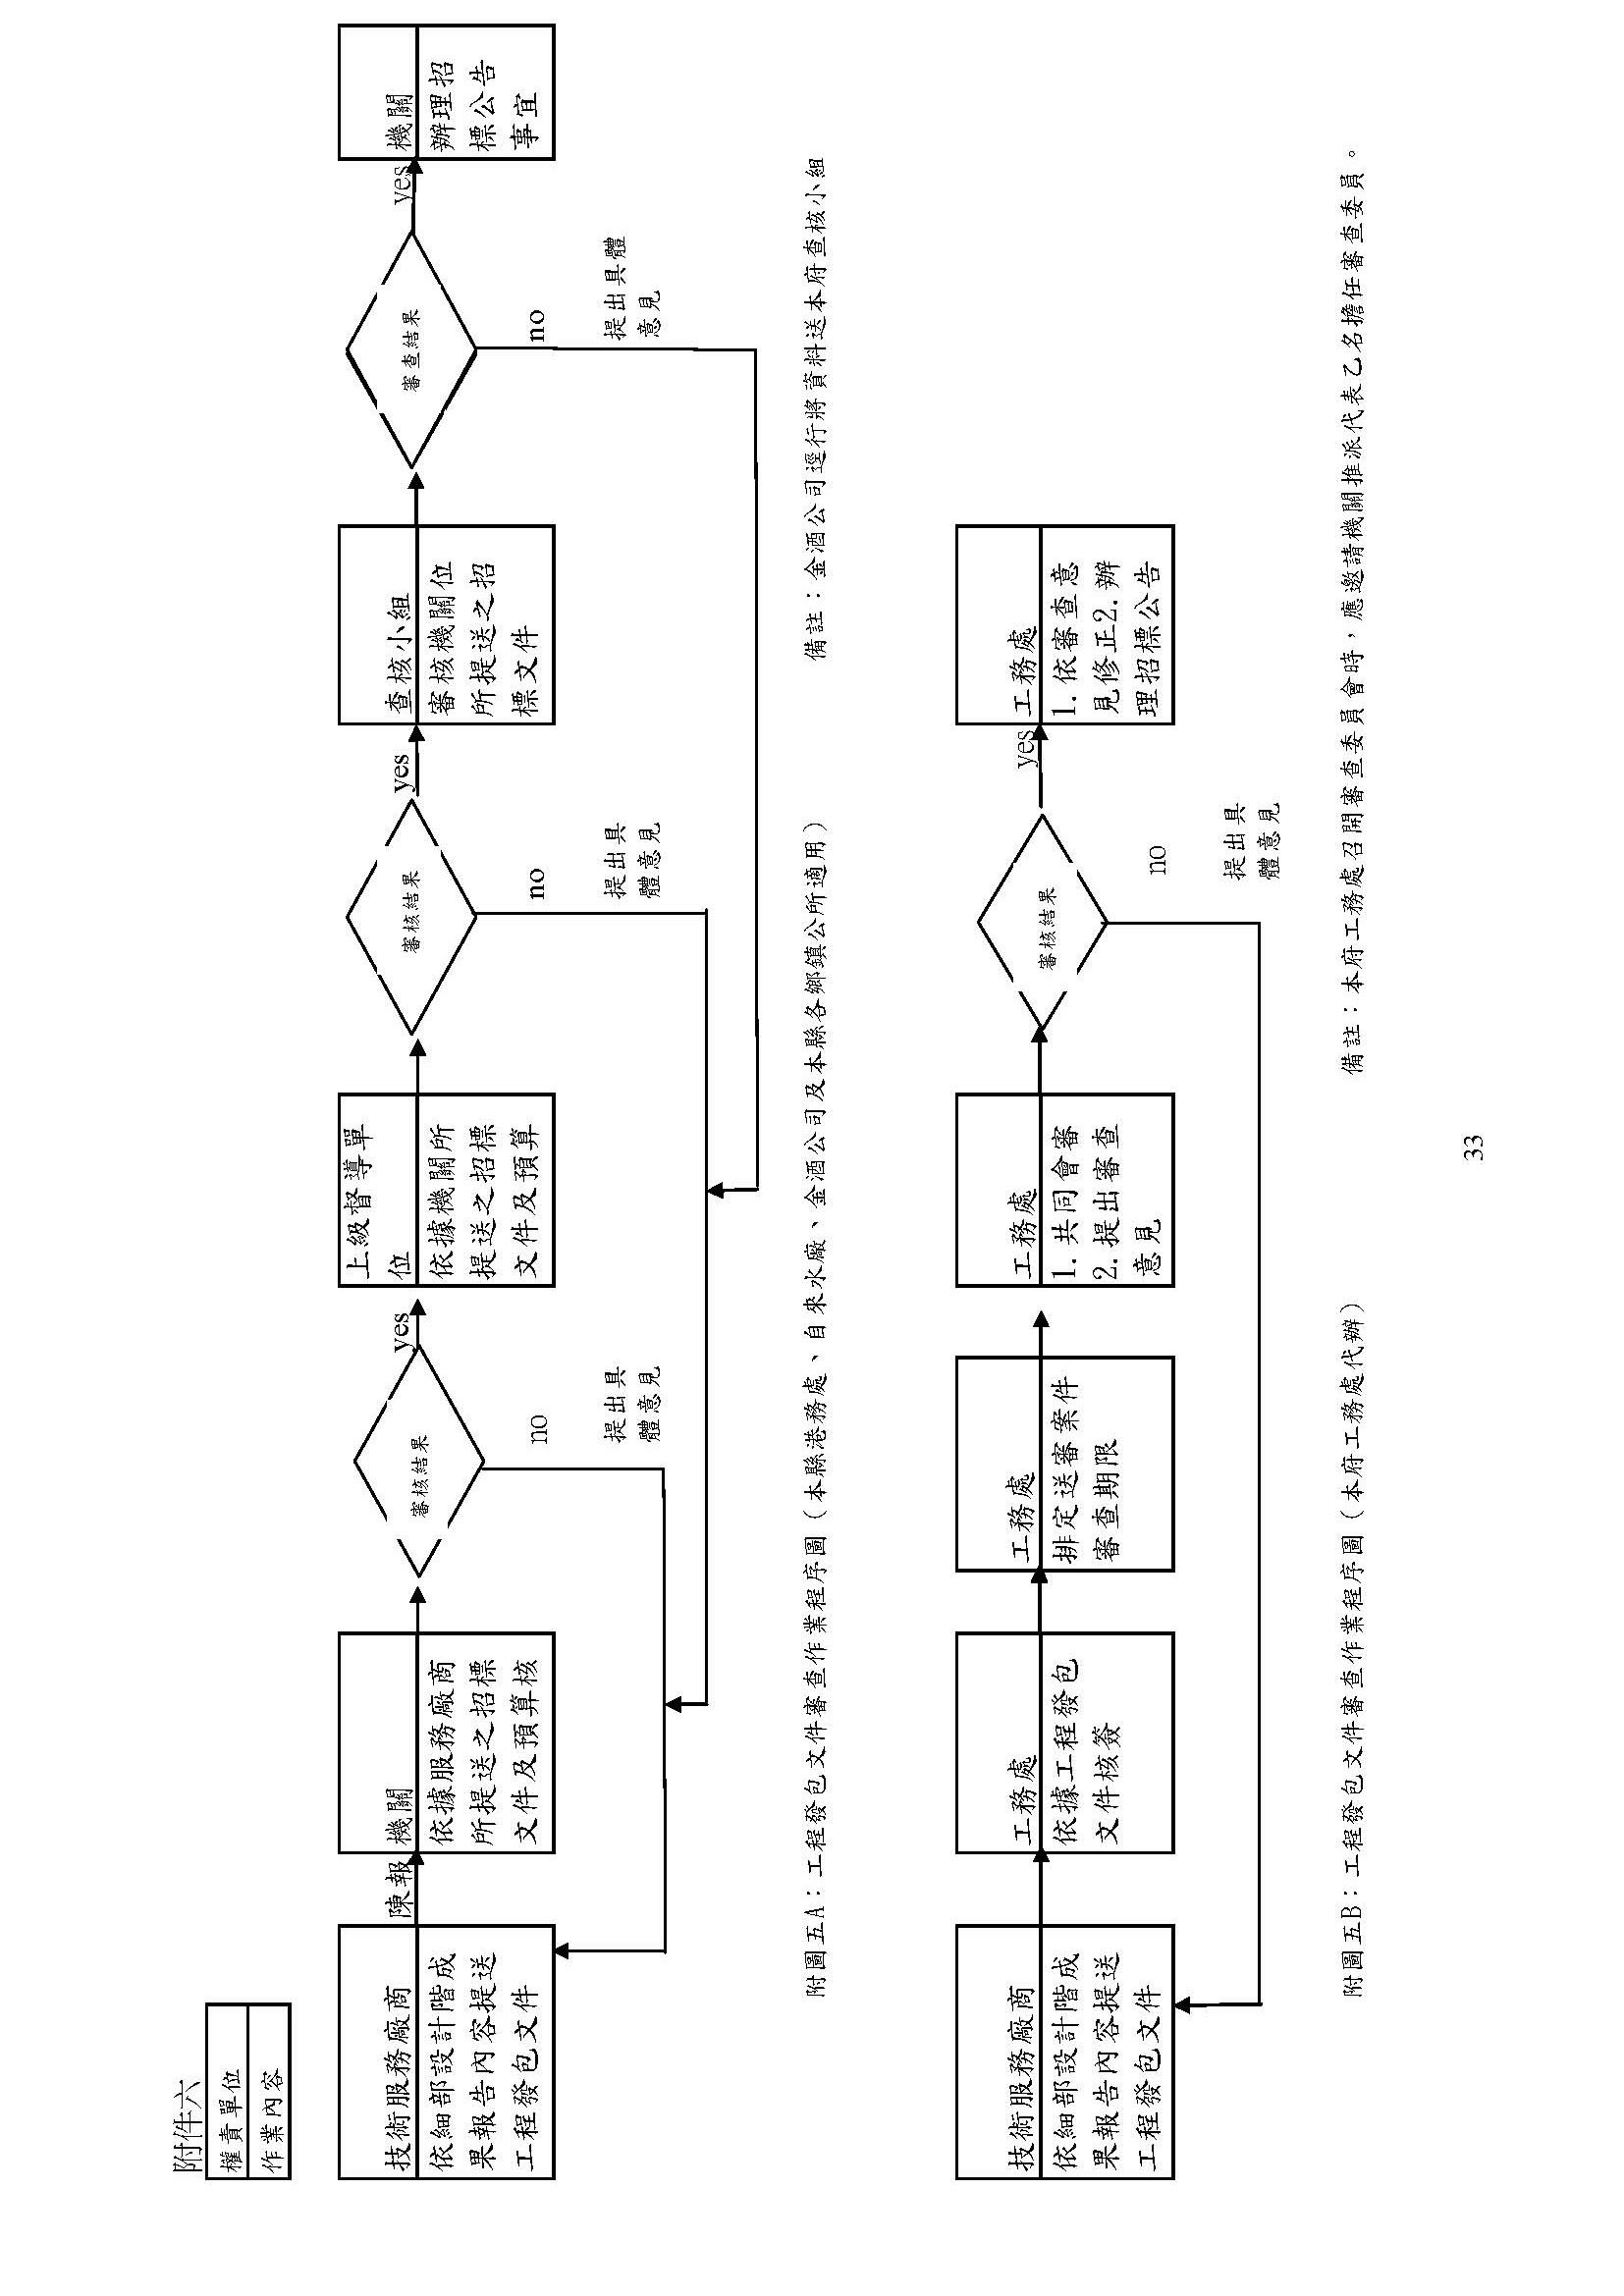 附件六
權責單位
作業內容
技術服務廠商
依細部設計階成
果報告內容提送
工程發包文件
陳報
機關
依據服務廠商
所提送之招標
文件及預算核
審核結果
yes
no
提出具
體意見
上級督導單
位
依據機關所
提送之招標
文件及預算
審核結果
yes
no
提出具
體意見
查核小組
審核機關位
所提送之招
標文件
審查結果
yes
no
提出具體
意見
機關
辦理招
標公告
事宜
附圖五A：工程發包文件審查作業程序圖（本縣港務處、自來水廠、金酒公司及本縣各鄉鎮公所適用）
備註：金酒公司逕行將資料送本府查核小組
技術服務廠商
依細部設計階成
果報告內容提送
工程發包文件
工務處
依據工程發包
文件核簽
工務處
排定送審案件
審查期限
工務處
1.共同會審
2.提出審查
意見
審核結果
yes
no
提出具
體意見
工務處
1.依審查意
見修正2.辦
理招標公告
附圖五B：工程發包文件審查作業程序圖（本府工務處代辦）
備註：本府工務處召開審查委員會時，應邀請機關推派代表乙名擔任審查委員。
33